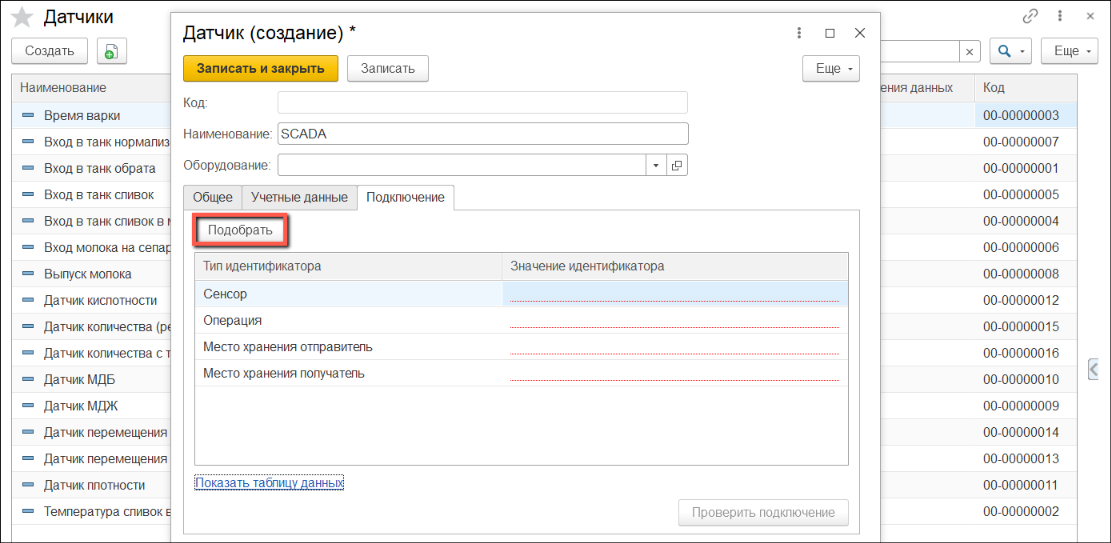 Датчики
Создать
Еще
Наименование
ения данных
Код
Время варки
00-00000003
Вход в танк нормализ
00-00000007
Вход в танк обрата
00-00000001
Вход в танк сливок
00-00000005
Вход в танк сливок в м
00-00000004
Вход молока на сепар
00-00000006
Выпуск молока
00-00000008
Датчик кислотности
00-00000012
Датчик количества (ре
00-00000015
Датчик количества с т
00-00000016
Датчик МДБ
00-00000010
Датчик МДЖ
00-00000009
Датчик перемещения
00-00000014
Датчик перемещения
00-00000013
Датчик плотности
00-00000011
Температура сливок в
00-00000002
Датчик (создание) *
Записать и закрыть
Записать
Еще
Код:
Наименование: SCADA
Оборудование:
Общее
Учетные данные
Подключение
Подобрать
Тип идентификатора
Значение идентификатора
Сенсор
Операция
Место хранения отправитель
Место хранения получатель
Показать таблицу данных
Проверить подключение